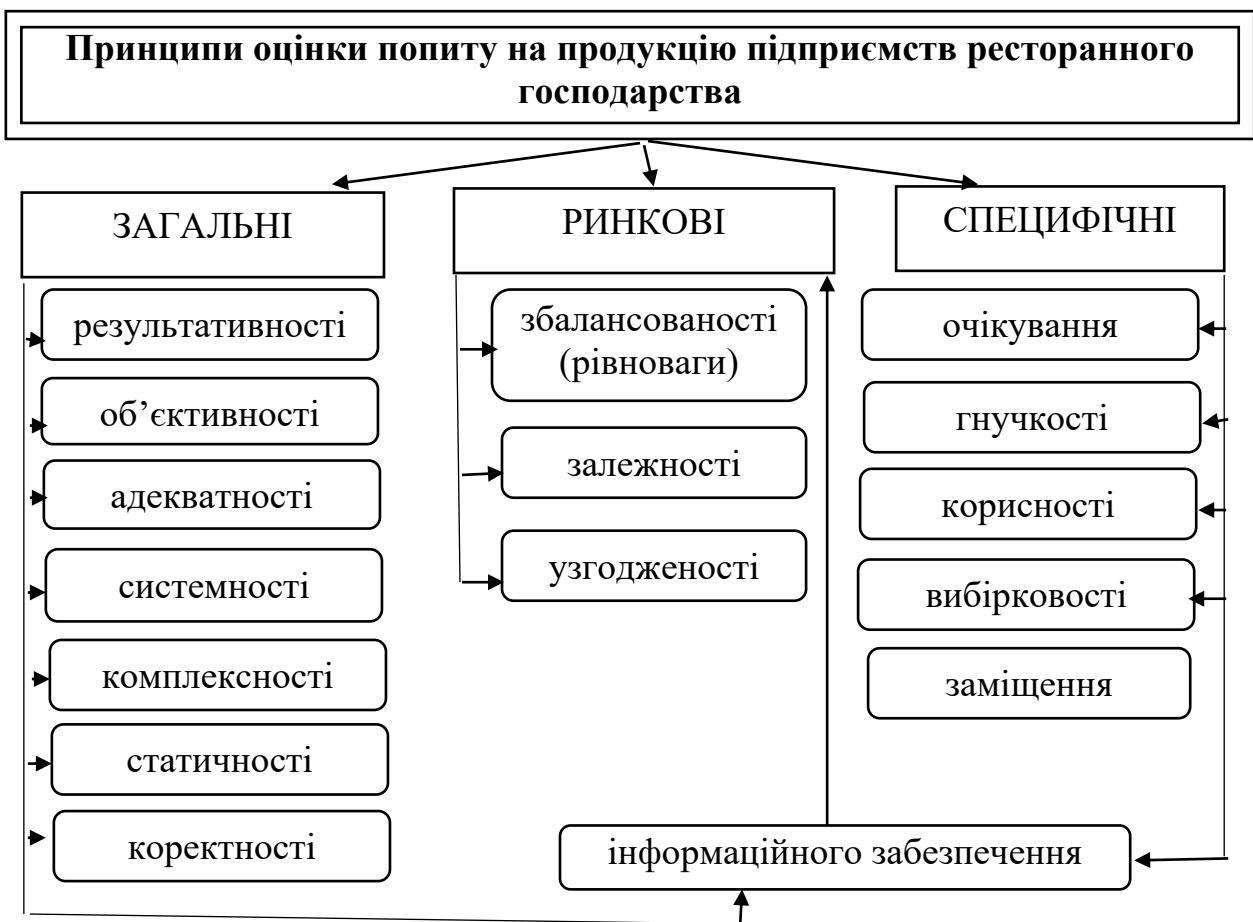 Принципи оцінки попиту на продукцію підприємств ресторанного
господарства
ЗАГАЛЬНІ
результативності
об’єктивності
адекватності
системності
комплексності
статичності
коректності
РИНКОВІ
збалансованості
(рівноваги)
залежності
узгодженості
СПЕЦИФІЧНІ
очікування
гнучкості
корисності
вибірковості
заміщення
інформаційного забезпечення